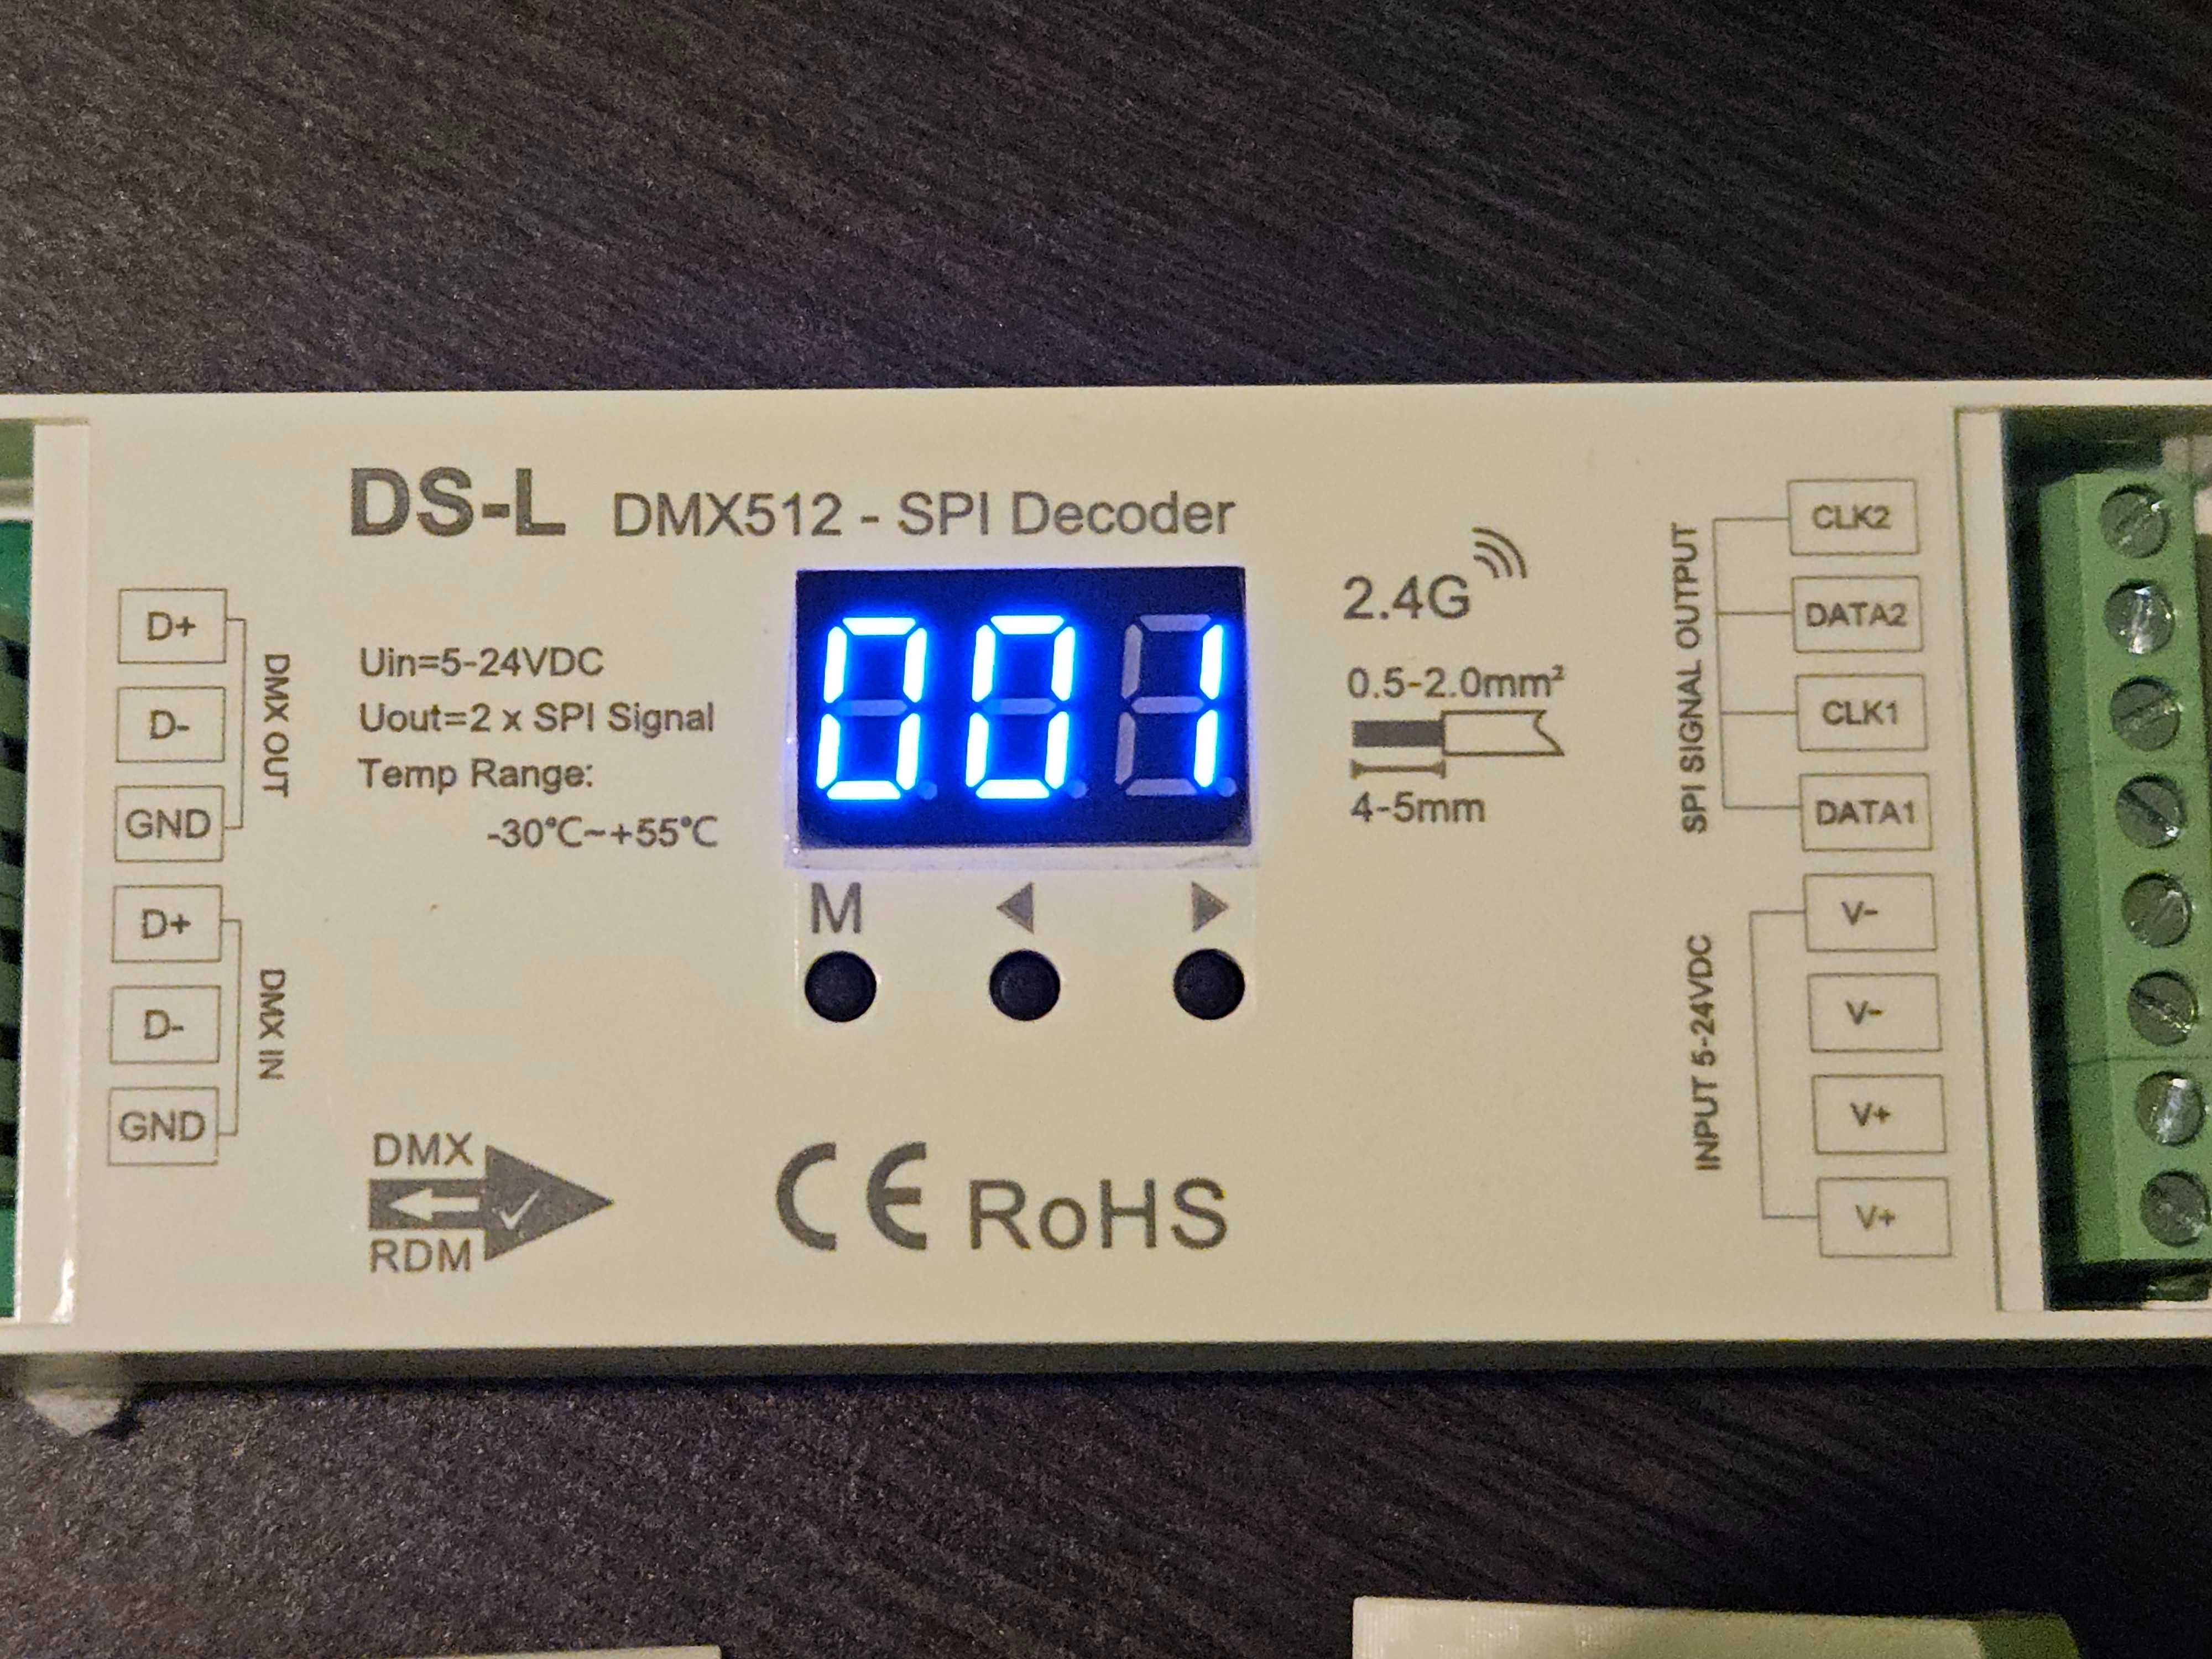 DS-L DMX512 - SPI Decoder
D+
D-
GND
DMX OUT
D+
D-
GND
DMX IN
Uin=5-24VDC
Uout=2 x SPI Signal
Temp Range:
-30°C~+55°C
001
M ◀ ▶
2.4G
0.5-2.0mm²
4-5mm
DMX
RDM
CE RoHS
SPI SIGNAL OUTPUT
CLK2
DATA2
CLK1
DATA1
INPUT 5-24VDC
V-
V-
V+
V+